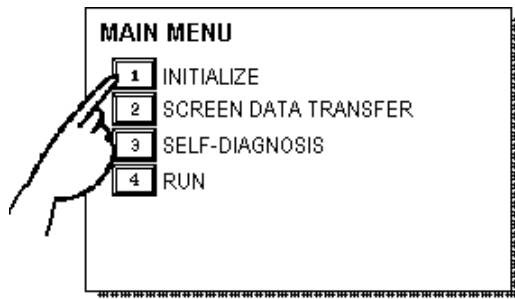 MAIN MENU
1 INITIALIZE
2 SCREEN DATA TRANSFER
3 SELF-DIAGNOSIS
4 RUN